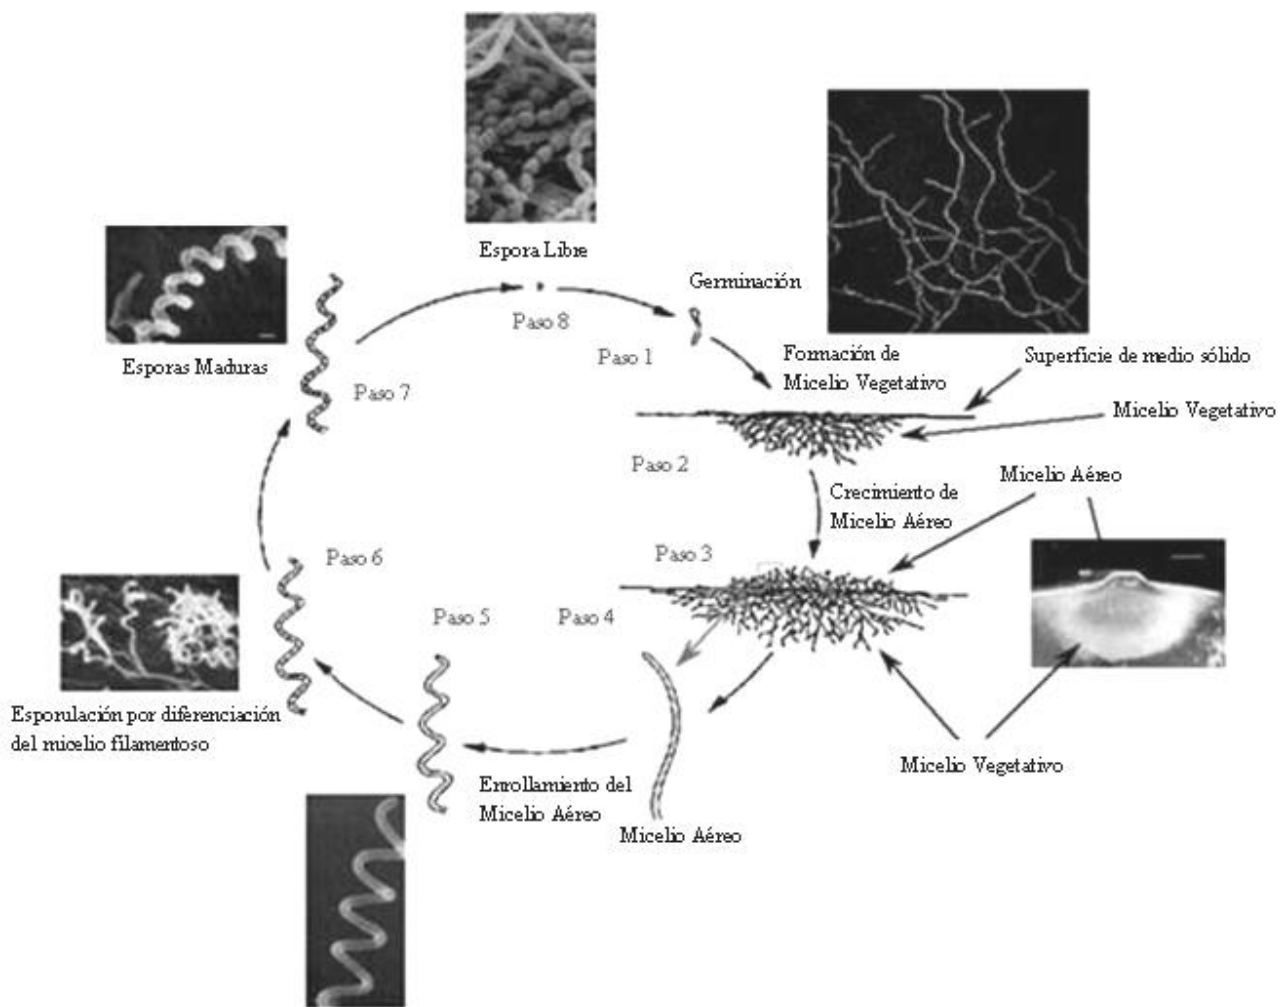 Espora Libre
Paso 8
Germinación
Paso 1
Formación de
Micelio Vegetativo
Superficie de medio sólido
Micelio Vegetativo
Paso 2
Crecimiento de
Micelio Aéreo
Micelio Aéreo
Paso 3
Micelio Vegetativo
Paso 4
Micelio Aéreo
Paso 5
Enrollamiento del
Micelio Aéreo
Paso 6
Esporulación por diferenciación
del micelio filamentoso
Paso 7
Esporas Maduras